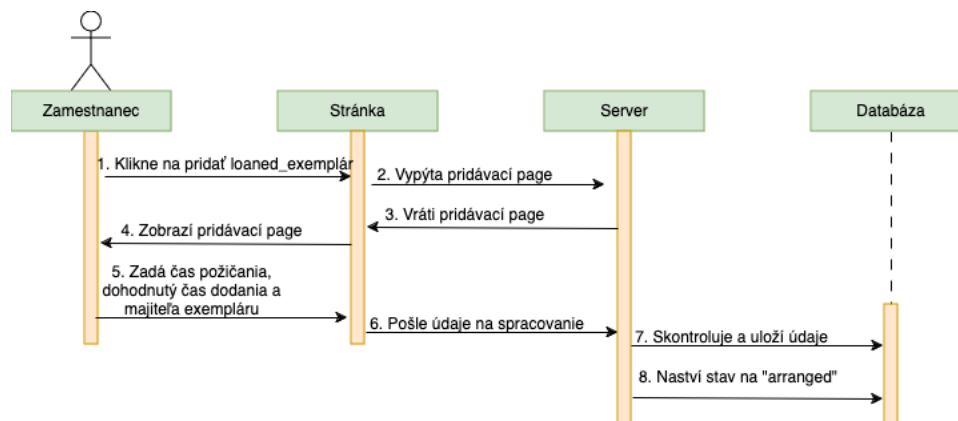 Zamestnanec
Stránka
Server
Databáza
1. Klikne na pridať loaned_exemplár
2. Vypýta pridávací page
3. Vráti pridávací page
4. Zobrazí pridávací page
5. Zadá čas požičania,
dohodnutý čas dodania a
majiteľa exempláru
6. Pošle údaje na spracovanie
7. Skontroluje a uloží údaje
8. Naství stav na "arranged"